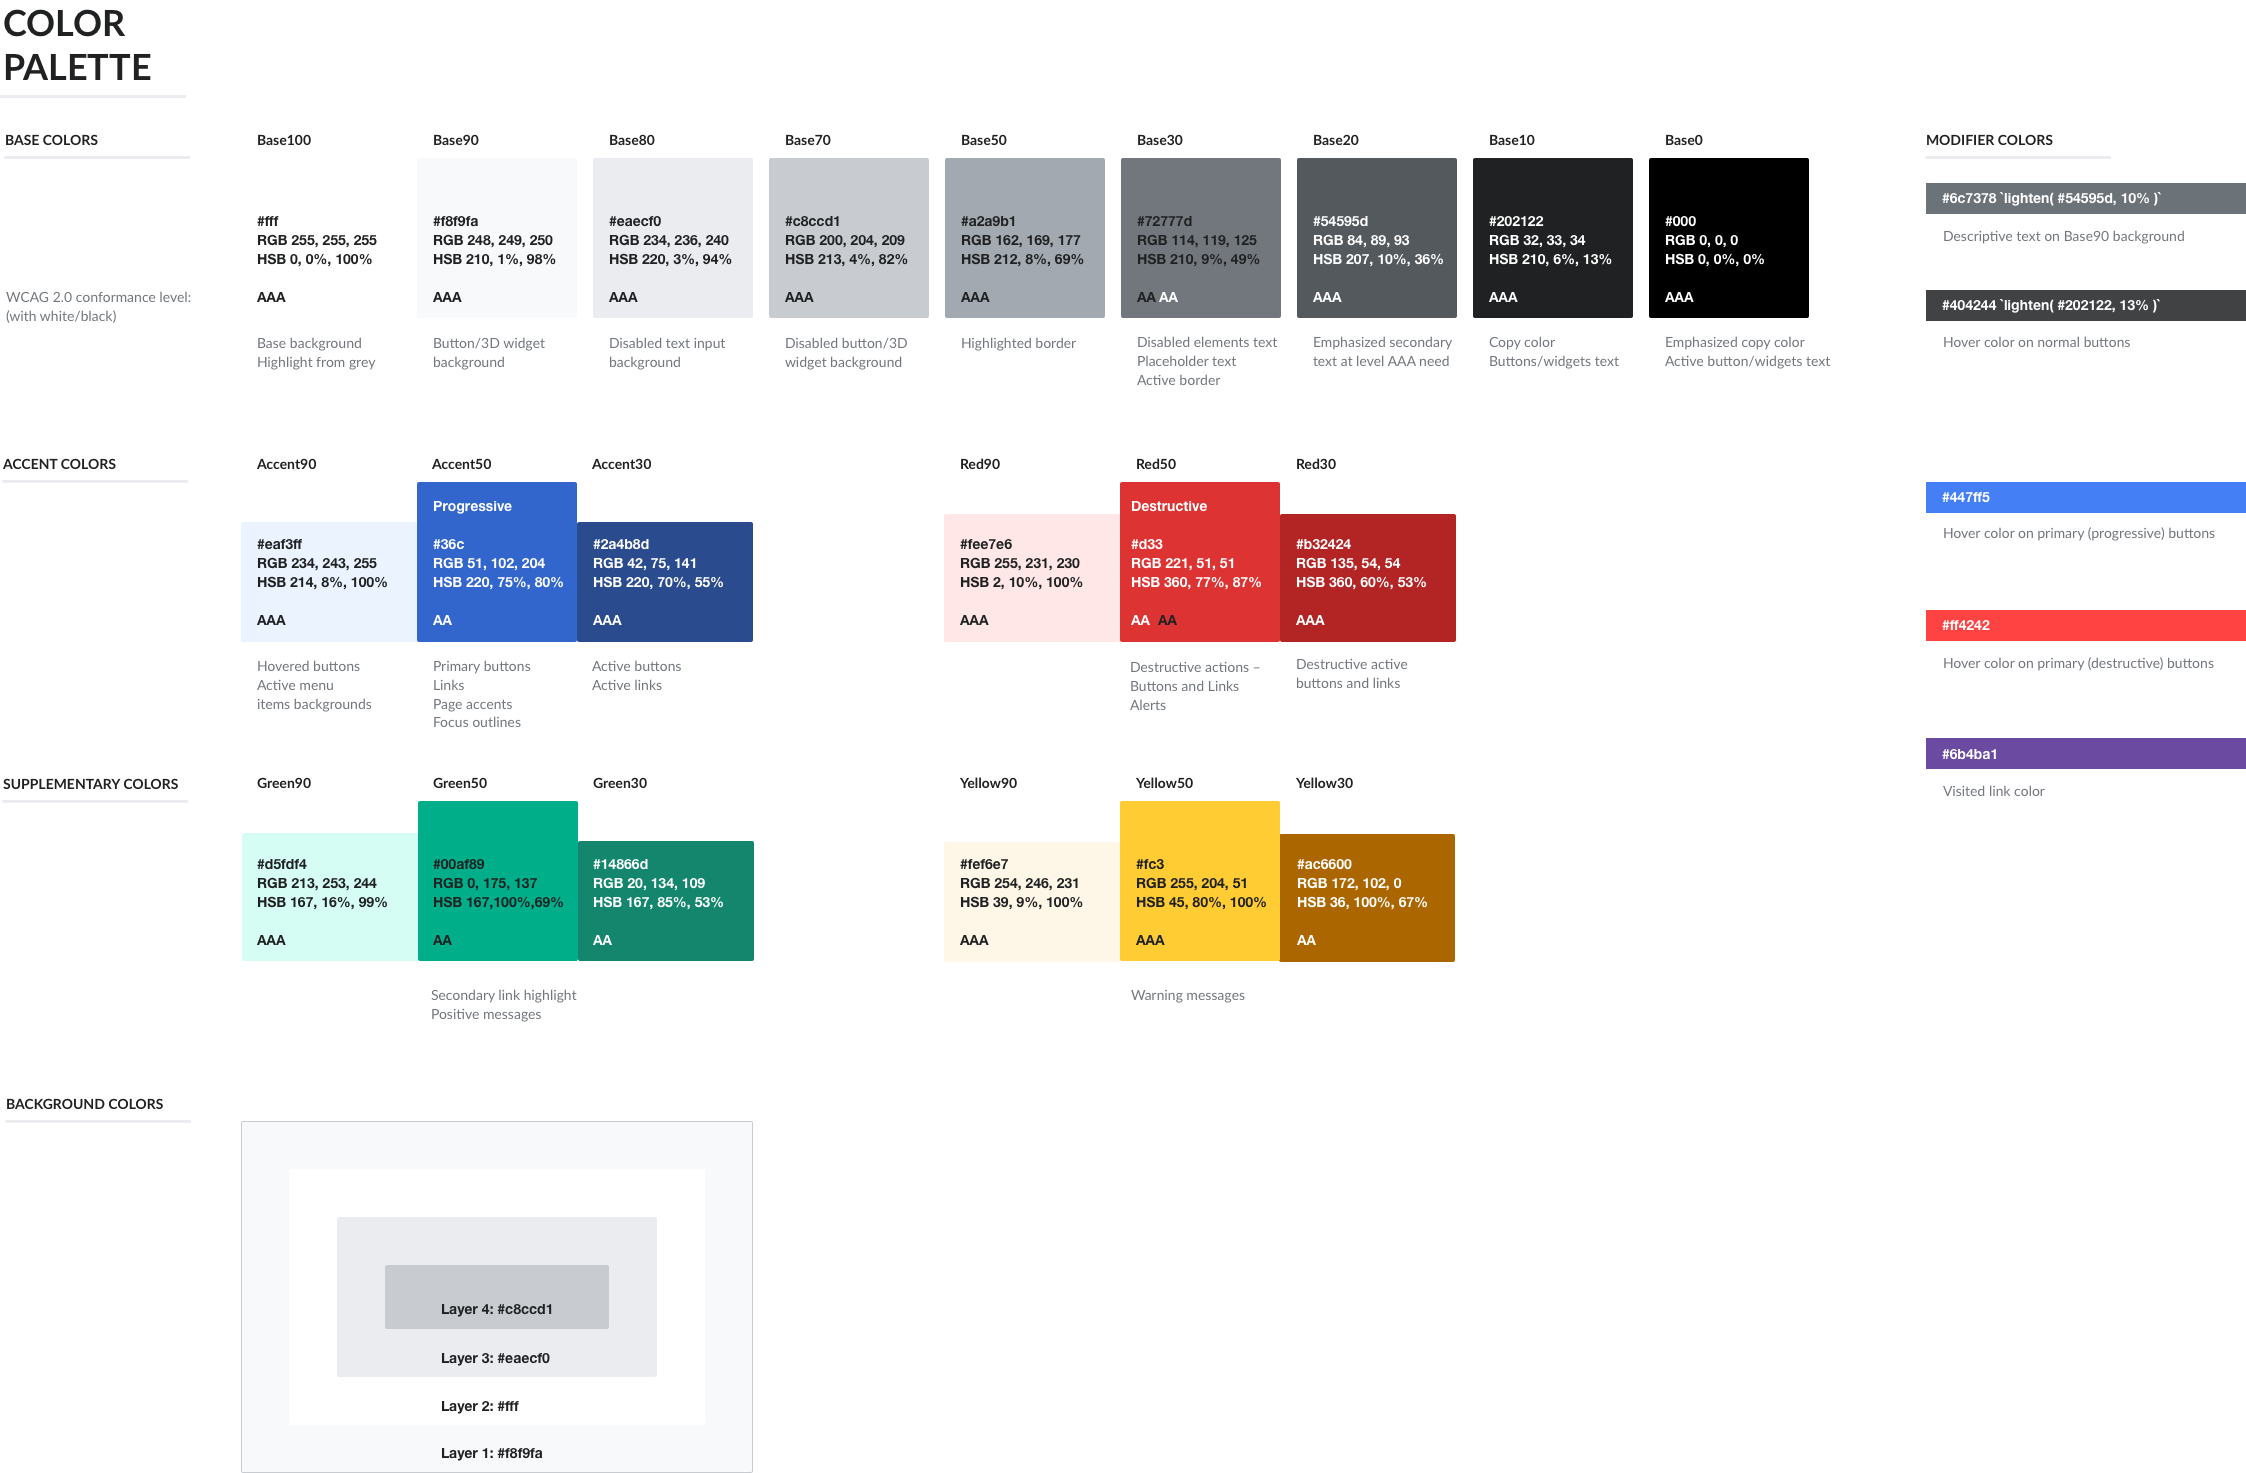 COLOR
PALETTE
BASE COLORS
WCAG 2.0 conformance level:
(with white/black)
Base100
#fff
RGB 255, 255, 255
HSB 0, 0%, 100%
AAA
Base background
Highlight from grey
Base90
#f8f9fa
RGB 248, 249, 250
HSB 210, 1%, 98%
AAA
Button/3D widget
background
Base80
#eaecf0
RGB 234, 236, 240
HSB 220, 3%, 94%
AAA
Disabled text input
background
Base70
#c8ccd1
RGB 200, 204, 209
HSB 213, 4%, 82%
AAA
Disabled button/3D
widget background
Base50
#a2a9b1
RGB 162, 169, 177
HSB 212, 8%, 69%
AAA
Highlighted border
Base30
#72777d
RGB 114, 119, 125
HSB 210, 9%, 49%
AA AA
Disabled elements text
Placeholder text
Active border
Base20
#54595d
RGB 84, 89, 93
HSB 207, 10%, 36%
AAA
Emphasized secondary
text at level AAA need
Base10
#202122
RGB 32, 33, 34
HSB 210, 6%, 13%
AAA
Copy color
Buttons/widgets text
Base0
#000
RGB 0, 0, 0
HSB 0, 0%, 0%
AAA
Emphasized copy color
Active button/widgets text
MODIFIER COLORS
#6c7378 `lighten( #54595d, 10% )`
Descriptive text on Base90 background
#404244 `lighten( #202122, 13% )`
Hover color on normal buttons
#447ff5
Hover color on primary (progressive) buttons
#ff4242
Hover color on primary (destructive) buttons
#6b4ba1
Visited link color
ACCENT COLORS
Accent90
#eaf3ff
RGB 234, 243, 255
HSB 214, 8%, 100%
AAA
Hovered buttons
Active menu
items backgrounds
Accent50
Progressive
#36c
RGB 51, 102, 204
HSB 220, 75%, 80%
AA
Primary buttons
Links
Page accents
Focus outlines
Accent30
#2a4b8d
RGB 42, 75, 141
HSB 220, 70%, 55%
AAA
Active buttons
Active links
Red90
#fee7e6
RGB 255, 231, 230
HSB 2, 10%, 100%
AAA
Red50
Destructive
#d33
RGB 221, 51, 51
HSB 360, 77%, 87%
AA AA
Destructive actions –
Buttons and Links
Alerts
Red30
#b32424
RGB 135, 54, 54
HSB 360, 60%, 53%
AAA
Destructive active
buttons and links
SUPPLEMENTARY COLORS
Green90
#d5fdf4
RGB 213, 253, 244
HSB 167, 16%, 99%
AAA
Green50
#00af89
RGB 0, 175, 137
HSB 167,100%,69%
AA
Secondary link highlight
Positive messages
Green30
#14866d
RGB 20, 134, 109
HSB 167, 85%, 53%
AA
Yellow90
#fef6e7
RGB 254, 246, 231
HSB 39, 9%, 100%
AAA
Yellow50
#fc3
RGB 255, 204, 51
HSB 45, 80%, 100%
AAA
Warning messages
Yellow30
#ac6600
RGB 172, 102, 0
HSB 36, 100%, 67%
AA
BACKGROUND COLORS
Layer 4: #c8ccd1
Layer 3: #eaecf0
Layer 2: #fff
Layer 1: #f8f9fa